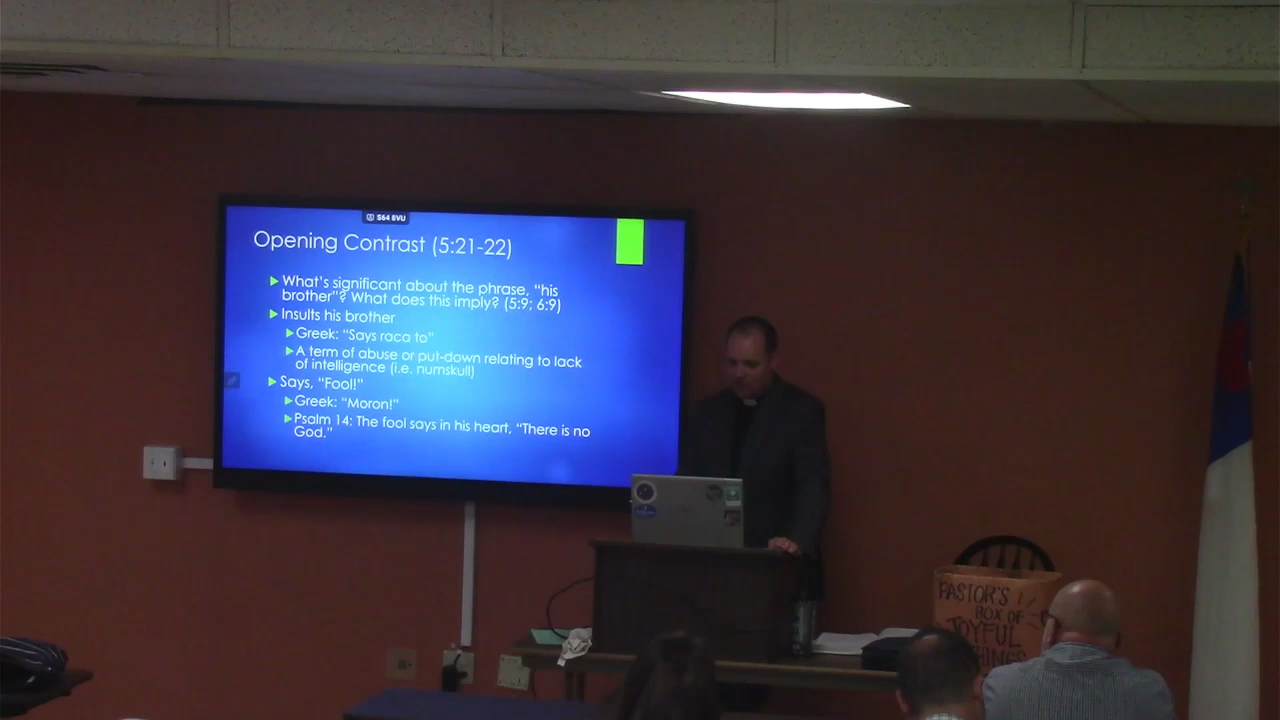 S64 8VU
Opening Contrast (5:21-22)
What's significant about the phrase, "his
brother"? What does this imply? (5:9; 6:9)
Insults his brother
Greek: "Says raca to"
A term of abuse or put-down relating to lack
of intelligence (i.e. numskull)
Says, "Fool!"
Greek: "Moron!"
Psalm 14: The fool says in his heart, "There is no
God."
PASTOR'S
BOX OF
JOYFUL